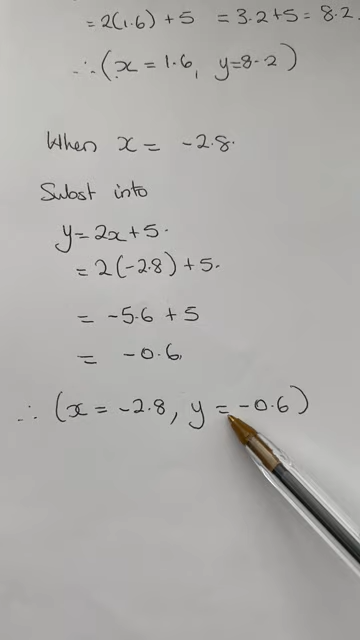 = 2(1.6) + 5 = 3.2 + 5 = 8.2
∴ (x = 1.6, y = 8.2)
When x = -2.8.
Subst into
y = 2x + 5.
= 2(-2.8) + 5.
= -5.6 + 5
= -0.6.
∴ (x = -2.8, y = -0.6)